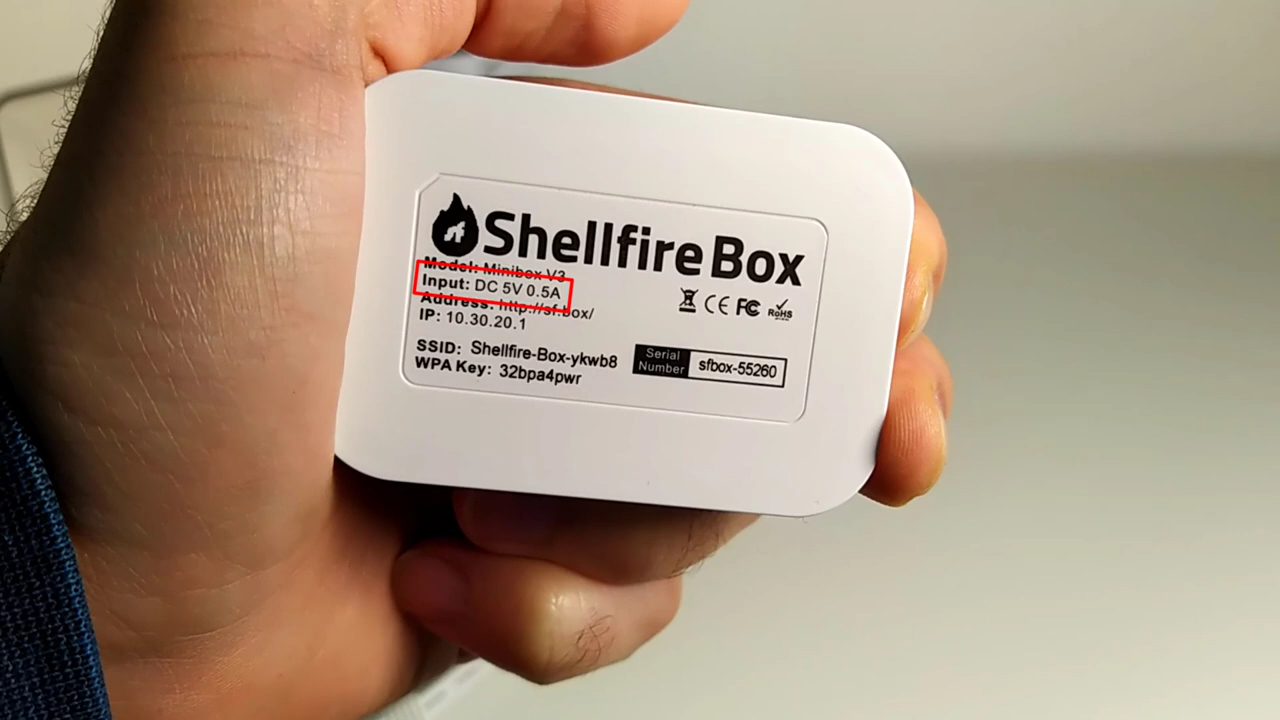 Shellfire Box
Model: Minibox V3
Input: DC 5V 0.5A
Address: http://sf.box/
IP: 10.30.20.1
CE FC RoHS
SSID: Shellfire-Box-ykwb8
WPA Key: 32bpa4pwr
Serial Number sfbox-55260